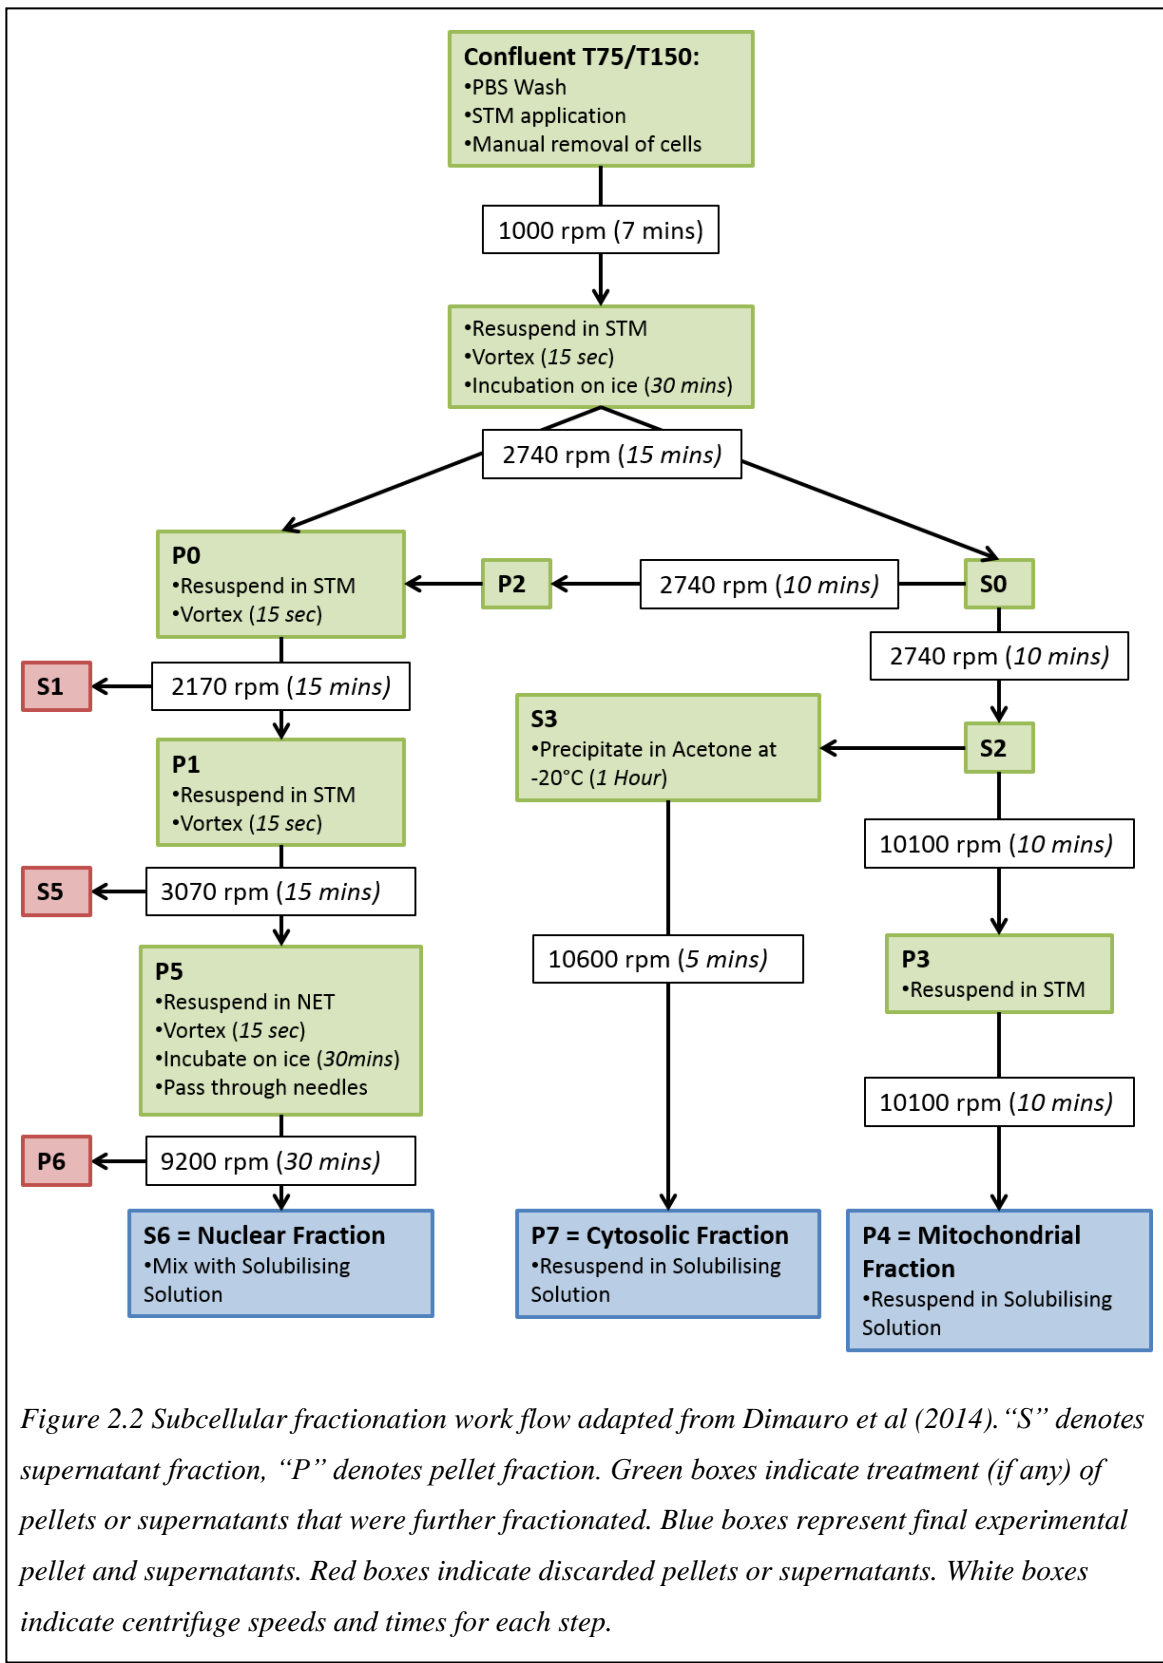 Confluent T75/T150:
•PBS Wash
•STM application
•Manual removal of cells
1000 rpm (7 mins)
•Resuspend in STM
•Vortex (15 sec)
•Incubation on ice (30 mins)
2740 rpm (15 mins)
P0
•Resuspend in STM
•Vortex (15 sec)
P2
2740 rpm (10 mins)
S0
2740 rpm (10 mins)
S1
2170 rpm (15 mins)
S3
•Precipitate in Acetone at
-20°C (1 Hour)
S2
P1
•Resuspend in STM
•Vortex (15 sec)
10100 rpm (10 mins)
S5
3070 rpm (15 mins)
P5
•Resuspend in NET
•Vortex (15 sec)
•Incubate on ice (30mins)
•Pass through needles
10600 rpm (5 mins)
P3
•Resuspend in STM
10100 rpm (10 mins)
P6
9200 rpm (30 mins)
S6 = Nuclear Fraction
•Mix with Solubilising
Solution
P7 = Cytosolic Fraction
•Resuspend in Solubilising
Solution
P4 = Mitochondrial
Fraction
•Resuspend in Solubilising
Solution
Figure 2.2 Subcellular fractionation work flow adapted from Dimauro et al (2014). “S” denotes
supernatant fraction, “P” denotes pellet fraction. Green boxes indicate treatment (if any) of
pellets or supernatants that were further fractionated. Blue boxes represent final experimental
pellet and supernatants. Red boxes indicate discarded pellets or supernatants. White boxes
indicate centrifuge speeds and times for each step.